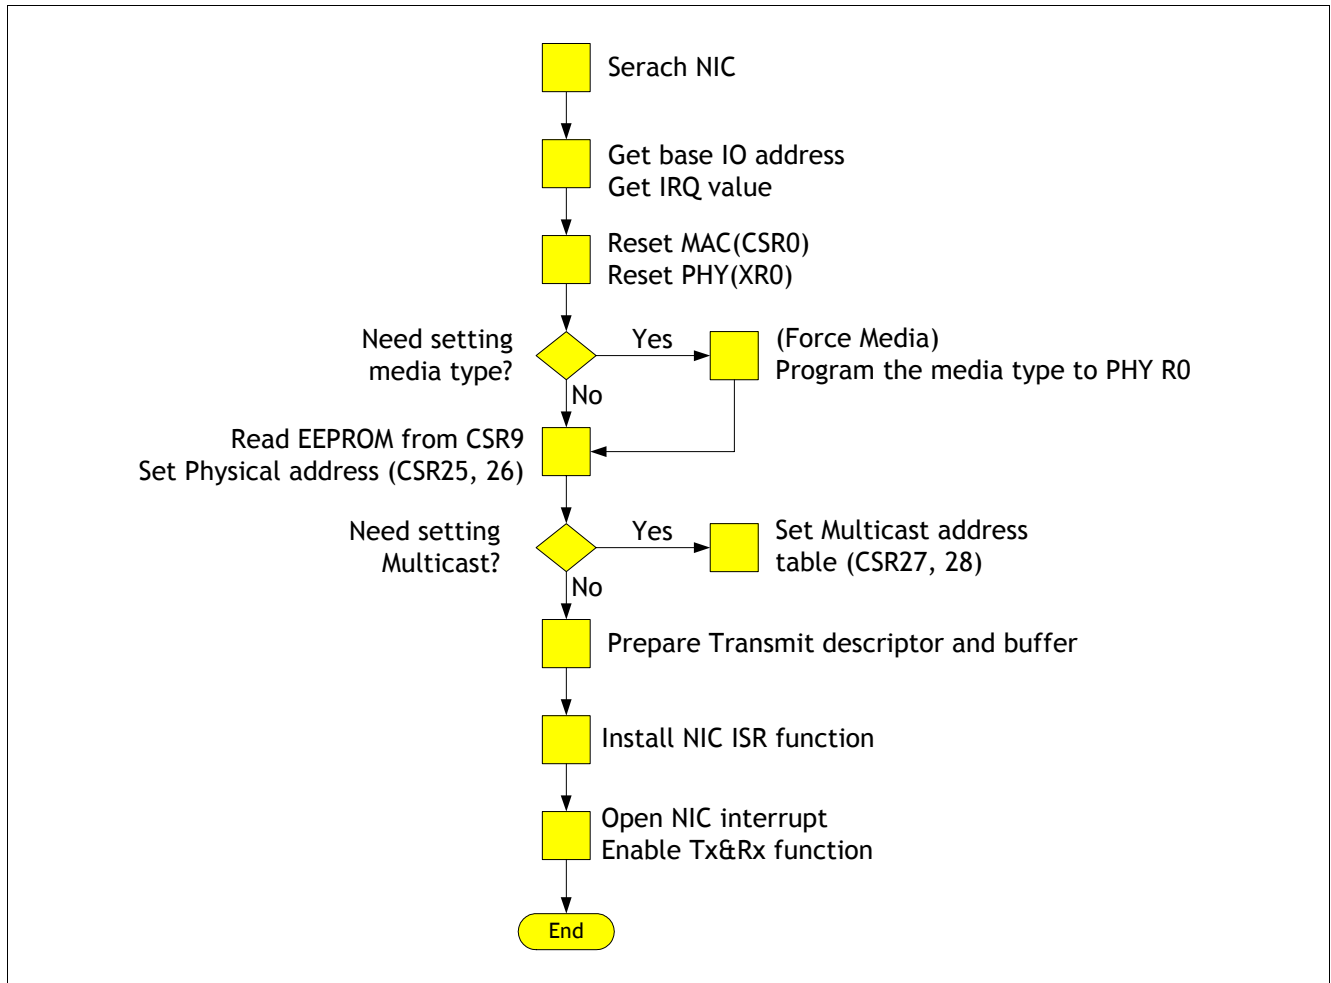 Serach NIC
Get base IO address
Get IRQ value
Reset MAC(CSR0)
Reset PHY(XR0)
Need setting
media type?
Yes
(Force Media)
Program the media type to PHY R0
No
Read EEPROM from CSR9
Set Physical address (CSR25, 26)
Need setting
Multicast?
Yes
Set Multicast address
table (CSR27, 28)
No
Prepare Transmit descriptor and buffer
Install NIC ISR function
Open NIC interrupt
Enable Tx&Rx function
End